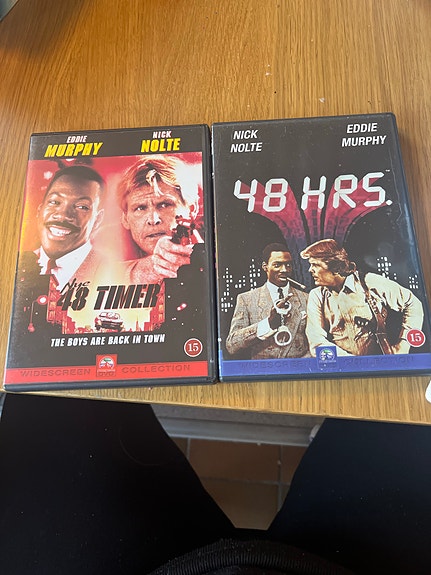 EDDIE
MURPHY
NICK
NOLTE
Nye
48 TIMER
THE BOYS ARE BACK IN TOWN
15
WIDESCREEN COLLECTION
NICK
NOLTE
EDDIE
MURPHY
48 HRS.
15
WIDESCREEN